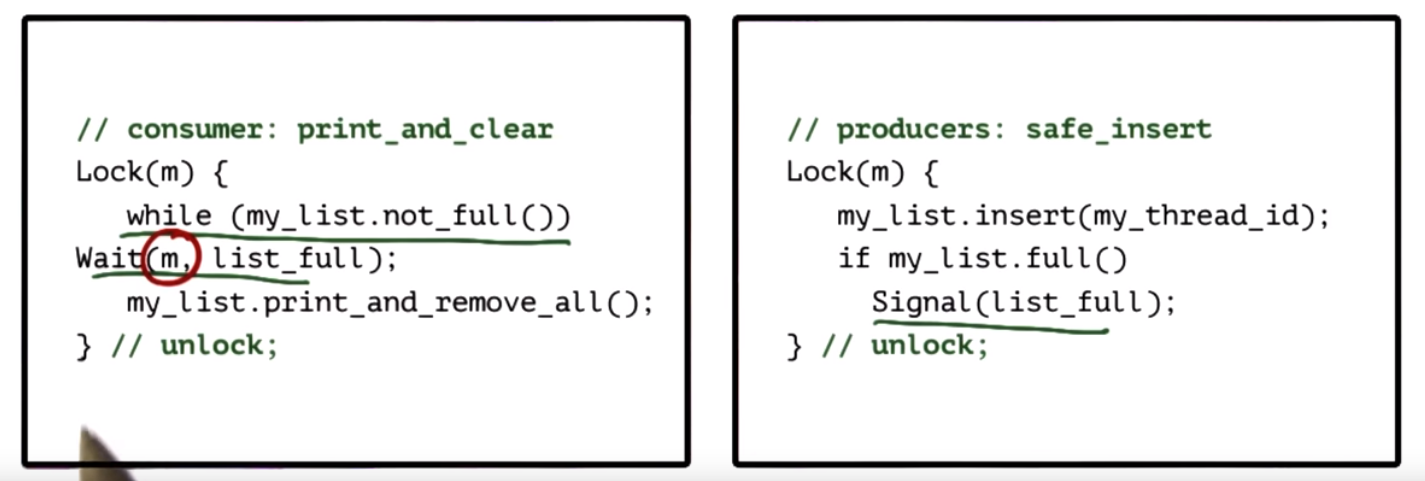 // consumer: print_and_clear
Lock(m) {
while (my_list.not_full())
Wait(m, list_full);
my_list.print_and_remove_all();
} // unlock;
// producers: safe_insert
Lock(m) {
my_list.insert(my_thread_id);
if my_list.full()
Signal(list_full);
} // unlock;